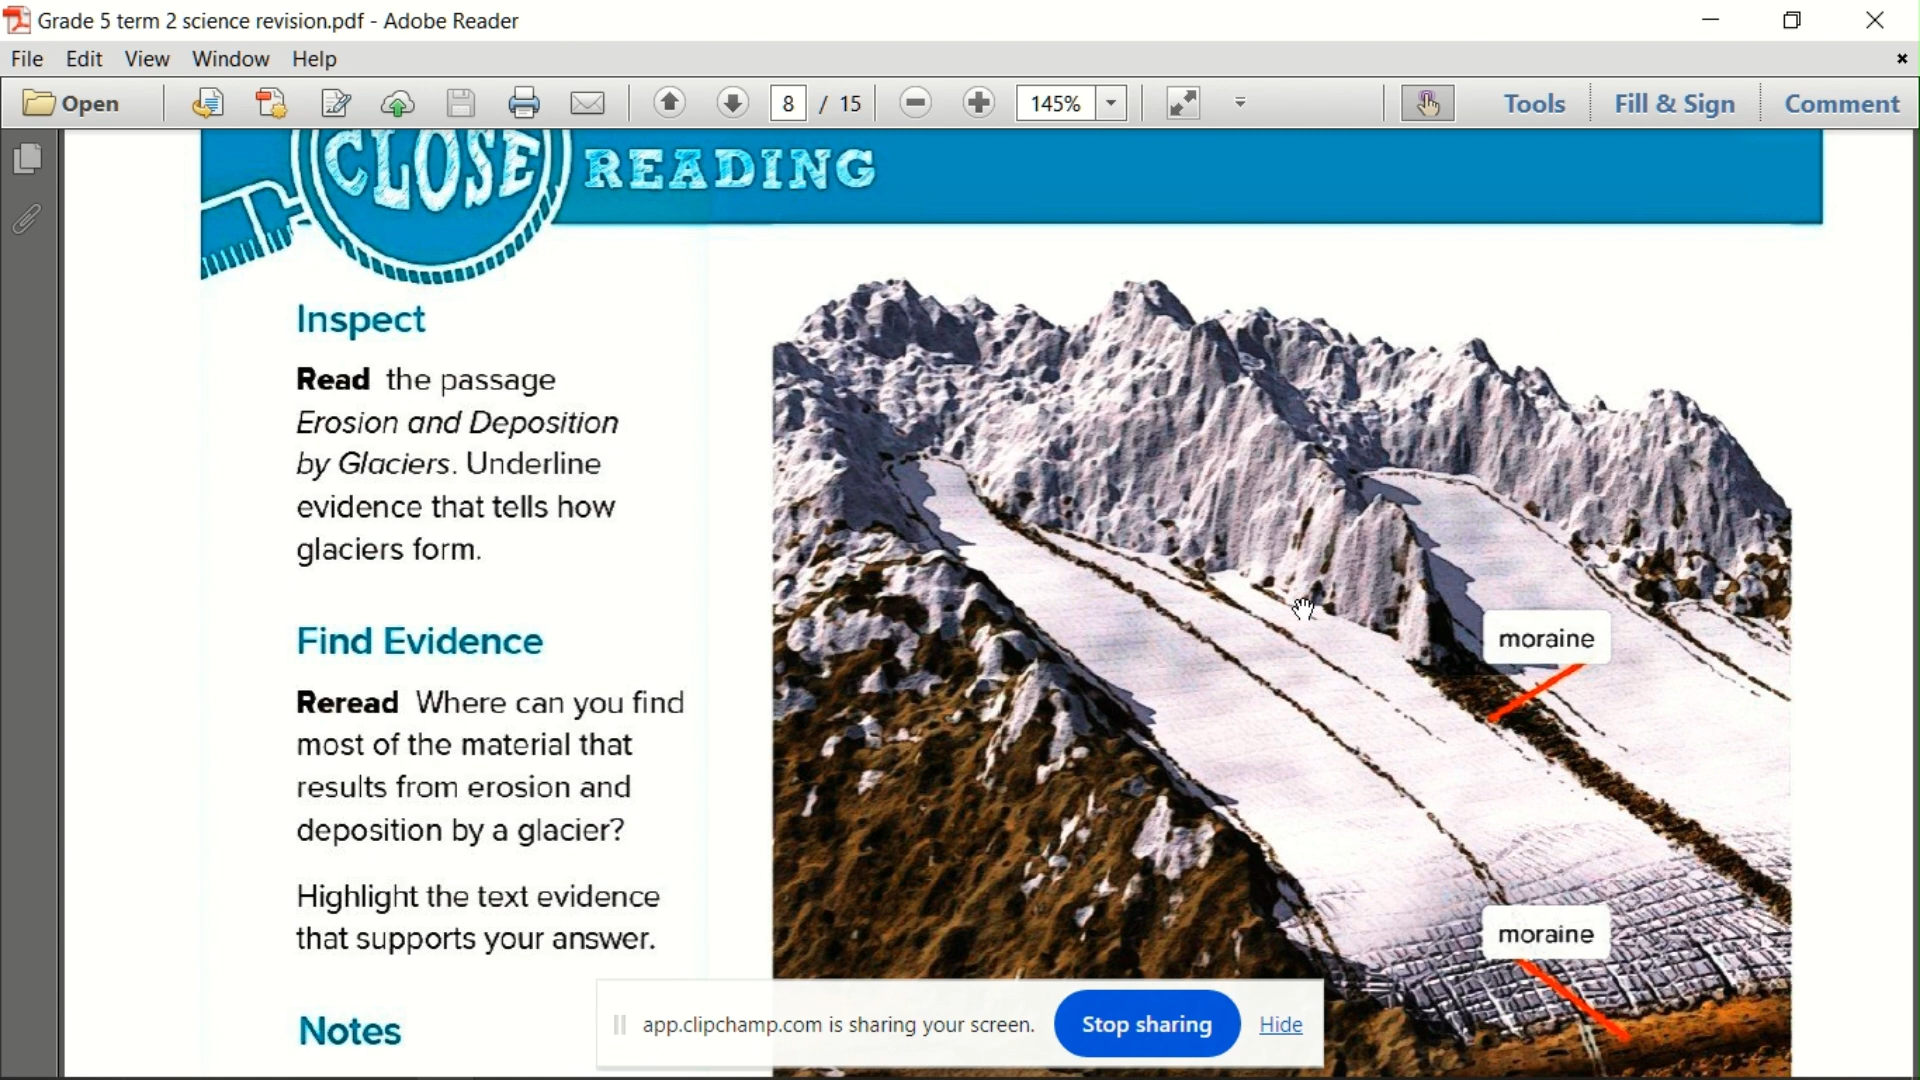 Grade 5 term 2 science revision.pdf - Adobe Reader
File Edit View Window Help
Open 8 / 15 145% Tools Fill & Sign Comment
CLOSE READING
Inspect
Read the passage
Erosion and Deposition
by Glaciers. Underline
evidence that tells how
glaciers form.
Find Evidence
Reread Where can you find
most of the material that
results from erosion and
deposition by a glacier?
Highlight the text evidence
that supports your answer.
Notes
moraine
moraine
app.clipchamp.com is sharing your screen. Stop sharing Hide